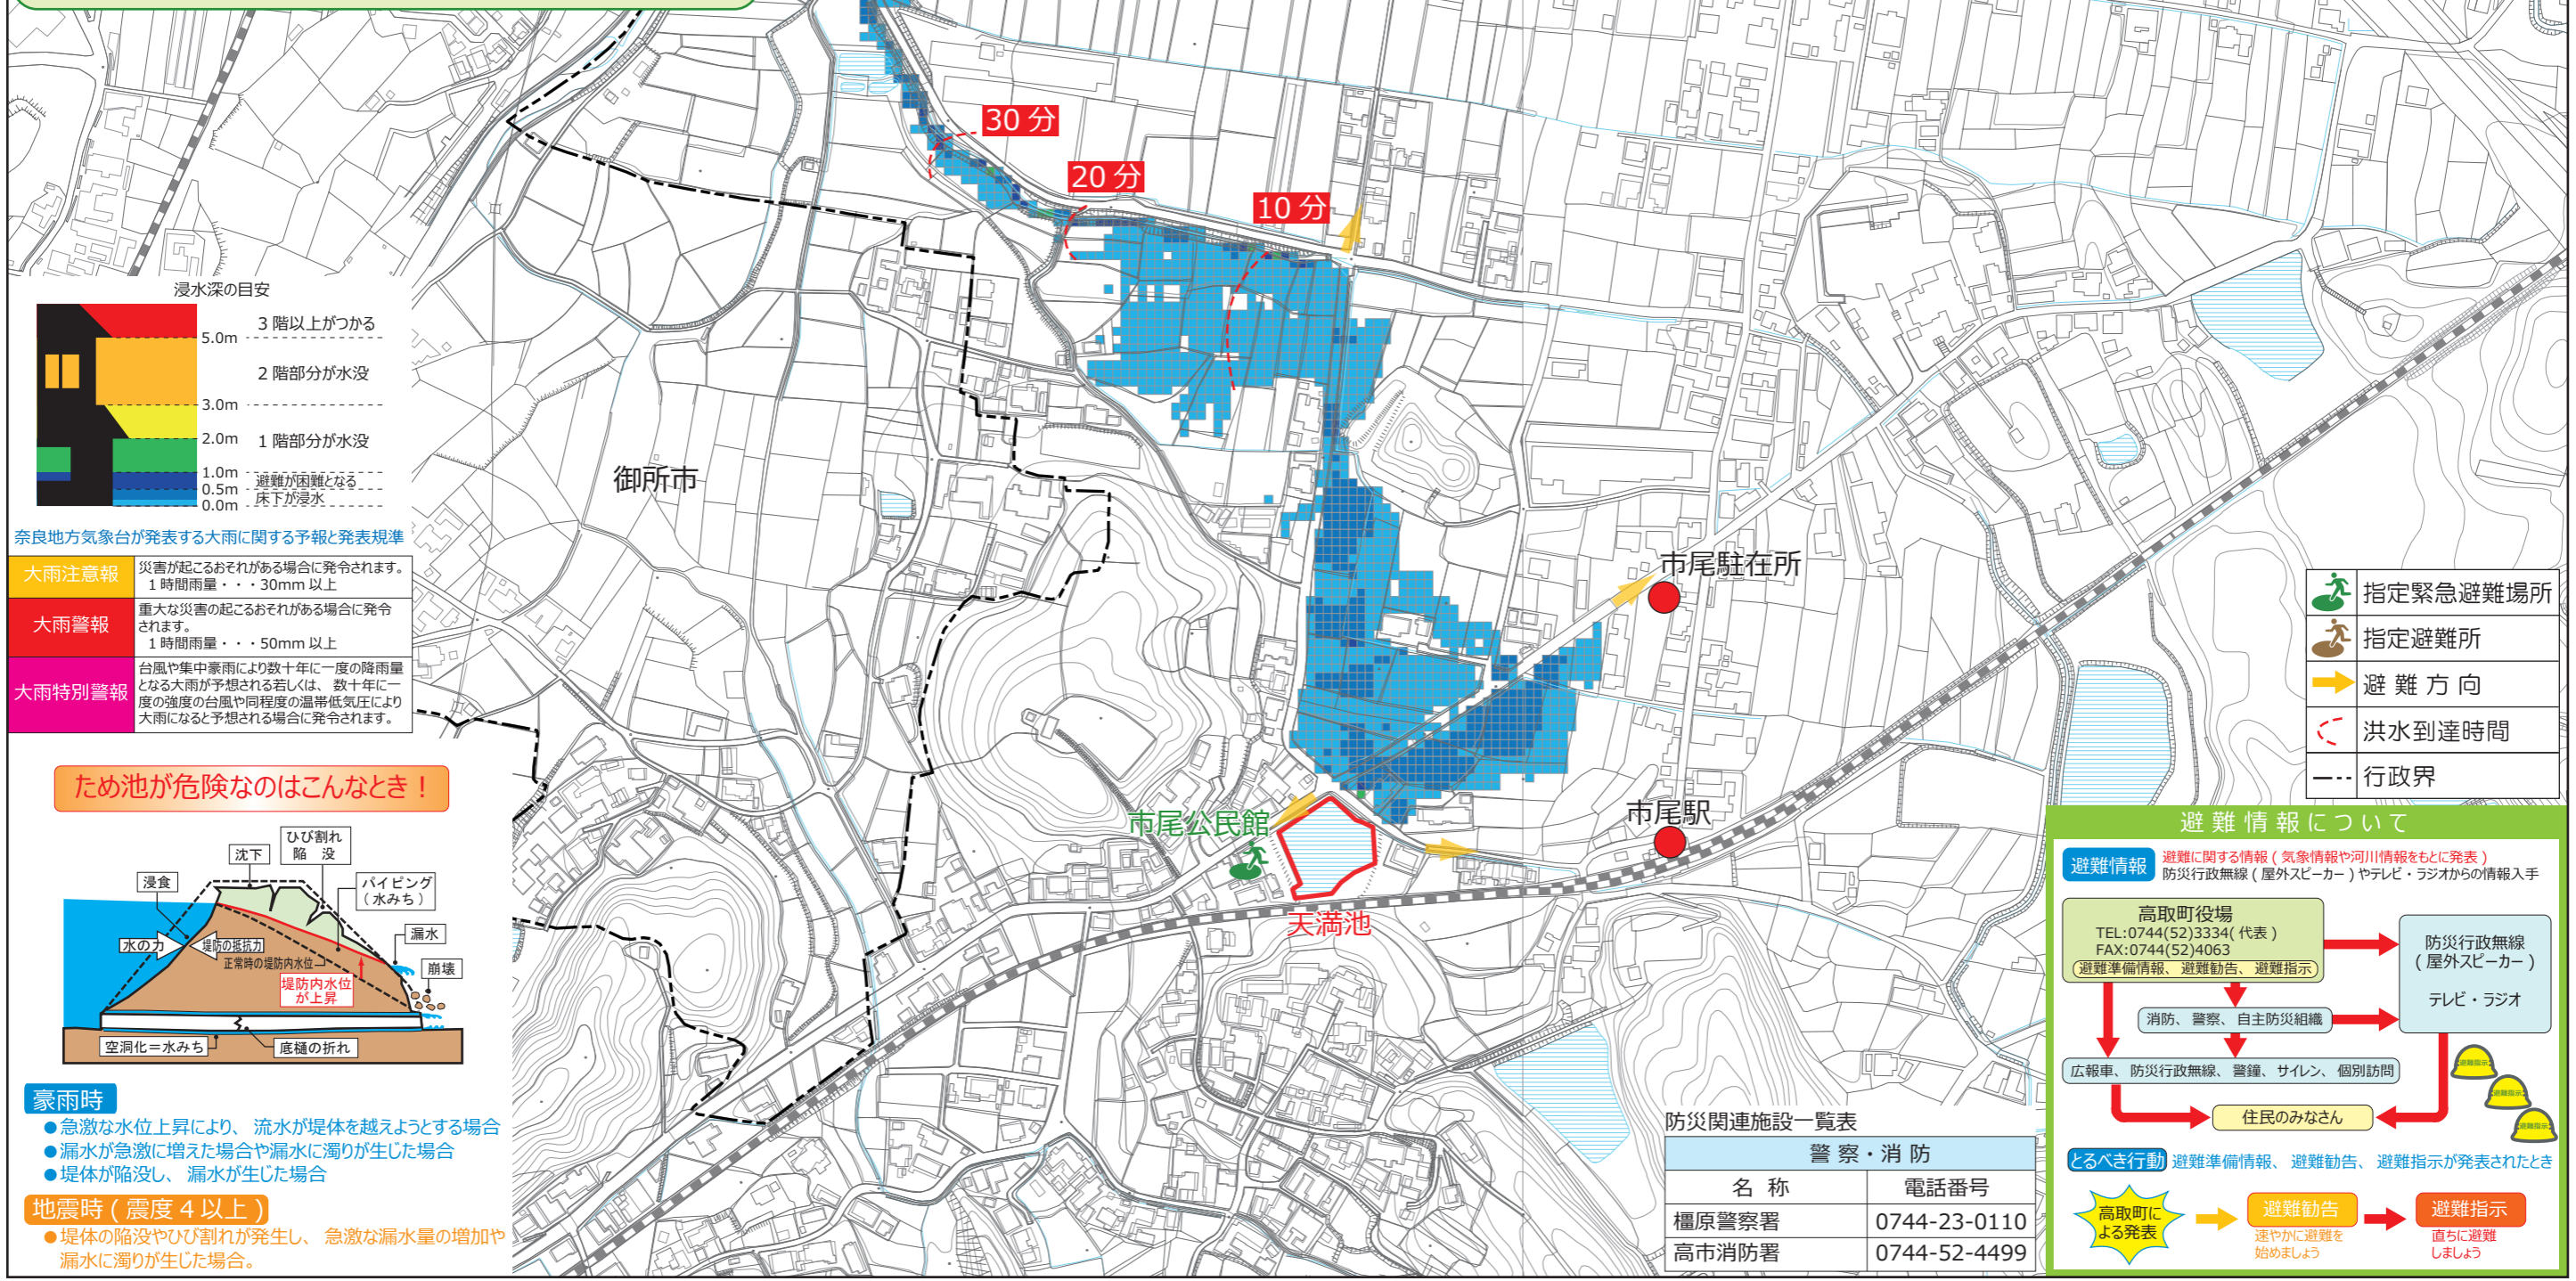 30 分
20 分
10 分
浸水深の目安
3 階以上がつかる
5.0m
2 階部分が水没
3.0m
2.0m
1 階部分が水没
1.0m
避難が困難となる
0.5m
床下が浸水
0.0m
奈良地方気象台が発表する大雨に関する予報と発表規準
大雨注意報
災害が起こるおそれがある場合に発令されます。
1 時間雨量・・・30mm 以上
大雨警報
重大な災害の起こるおそれがある場合に発令
されます。
1 時間雨量・・・50mm 以上
大雨特別警報
台風や集中豪雨により数十年に一度の降雨量
となる大雨が予想される若しくは、数十年に一
度の強度の台風や同程度の温帯低気圧により
大雨になると予想される場合に発令されます。
御所市
市尾駐在所
市尾駅
市尾公民館
天満池
指定緊急避難場所
指定避難所
避 難 方 向
洪水到達時間
行政界
ため池が危険なのはこんなとき！
ひび割れ
陥 没
沈下
浸食
パイピング
( 水みち )
漏水
水の力
堤防の抵抗力
正常時の堤防内水位
崩壊
堤防内水位
が上昇
空洞化＝水みち
底樋の折れ
豪雨時
●急激な水位上昇により、流水が堤体を越えようとする場合
●漏水が急激に増えた場合や漏水に濁りが生じた場合
●堤体が陥没し、漏水が生じた場合
地震時 ( 震度 4 以上 )
●堤体の陥没やひび割れが発生し、急激な漏水量の増加や
漏水に濁りが生じた場合。
防災関連施設一覧表
警 察・消 防
名 称
電話番号
橿原警察署
0744-23-0110
高市消防署
0744-52-4499
避 難 情 報 に つ い て
避難情報
避難に関する情報 ( 気象情報や河川情報をもとに発表 )
防災行政無線 ( 屋外スピーカー ) やテレビ・ラジオからの情報入手
高取町役場
TEL:0744(52)3334( 代表 )
FAX:0744(52)4063
避難準備情報、避難勧告、避難指示
防災行政無線
( 屋外スピーカー )
テレビ・ラジオ
消防、警察、自主防災組織
広報車、防災行政無線、警鐘、サイレン、個別訪問
住民のみなさん
避難指示
避難指示
避難指示
とるべき行動
避難準備情報、避難勧告、避難指示が発表されたとき
高取町に
よる発表
避難勧告
速やかに避難を
始めましょう
避難指示
直ちに避難
しましょう